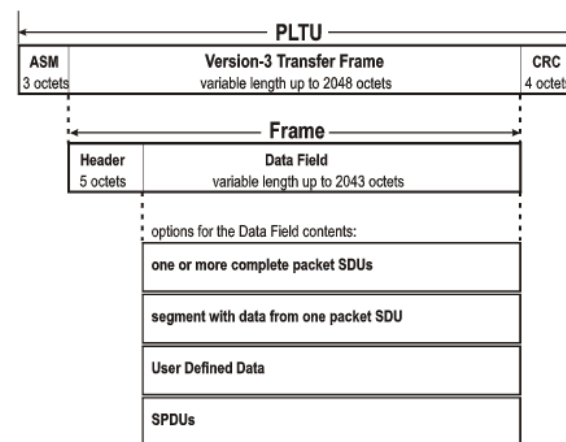 PLTU
ASM
3 octets
Version-3 Transfer Frame
variable length up to 2048 octets
CRC
4 octets
Frame
Header
5 octets
Data Field
variable length up to 2043 octets
options for the Data Field contents:
one or more complete packet SDUs
segment with data from one packet SDU
User Defined Data
SPDUs